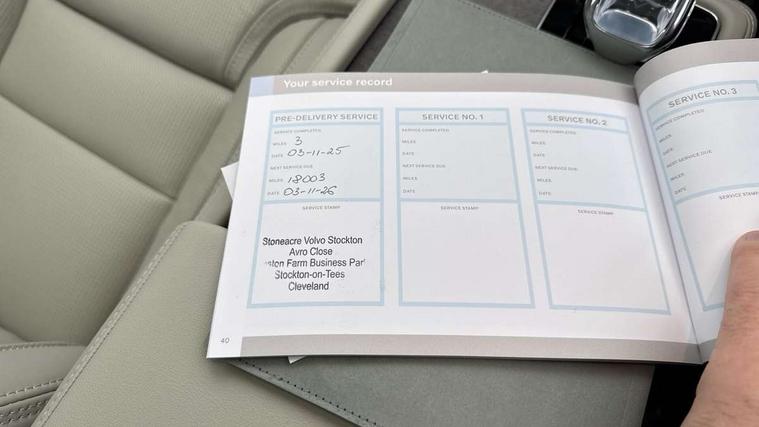 Your service record
PRE-DELIVERY SERVICE
SERVICE COMPLETED
MILES 3
DATE 03-11-25
NEXT SERVICE DUE
MILES 18003
DATE 03-11-26
SERVICE STAMP
Stoneacre Volvo Stockton
Avro Close
ston Farm Business Park
Stockton-on-Tees
Cleveland
SERVICE NO. 1
SERVICE COMPLETED
MILES
DATE
NEXT SERVICE DUE
MILES
DATE
SERVICE STAMP
SERVICE NO. 2
SERVICE COMPLETED
MILES
DATE
NEXT SERVICE DUE
MILES
DATE
SERVICE STAMP
SERVICE NO. 3
SERVICE COMPLETED
MILES
DATE
NEXT SERVICE DUE
MILES
DATE
SERVICE STAMP
40